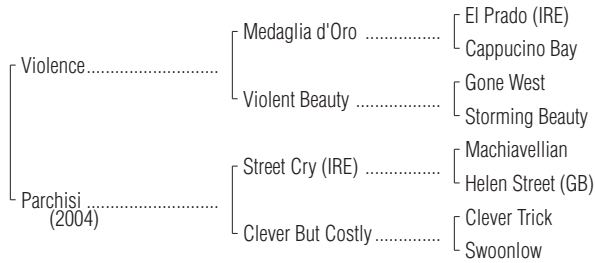 El Prado (IRE)
Medaglia d'Oro ..................
Cappucino Bay
Violence...............................
Gone West
Violent Beauty ....................
Storming Beauty
Machiavellian
Street Cry (IRE) ..................
Helen Street (GB)
Parchisi ...............................
(2004)
Clever Trick
Clever But Costly...............
Swoonlow